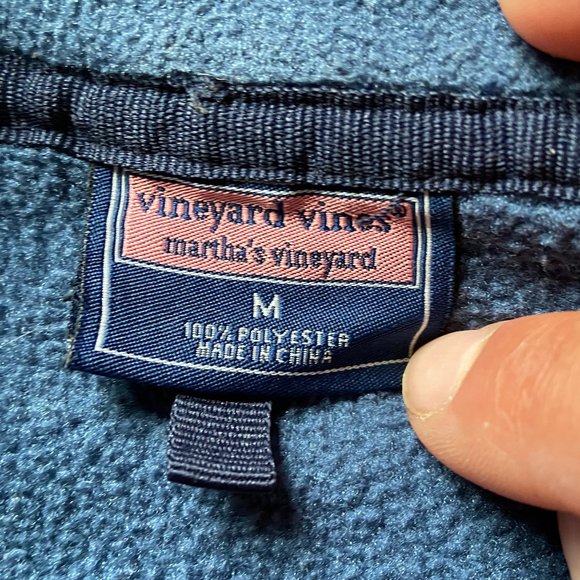 vineyard vines®
martha's vineyard
M
100% POLYESTER
MADE IN CHINA